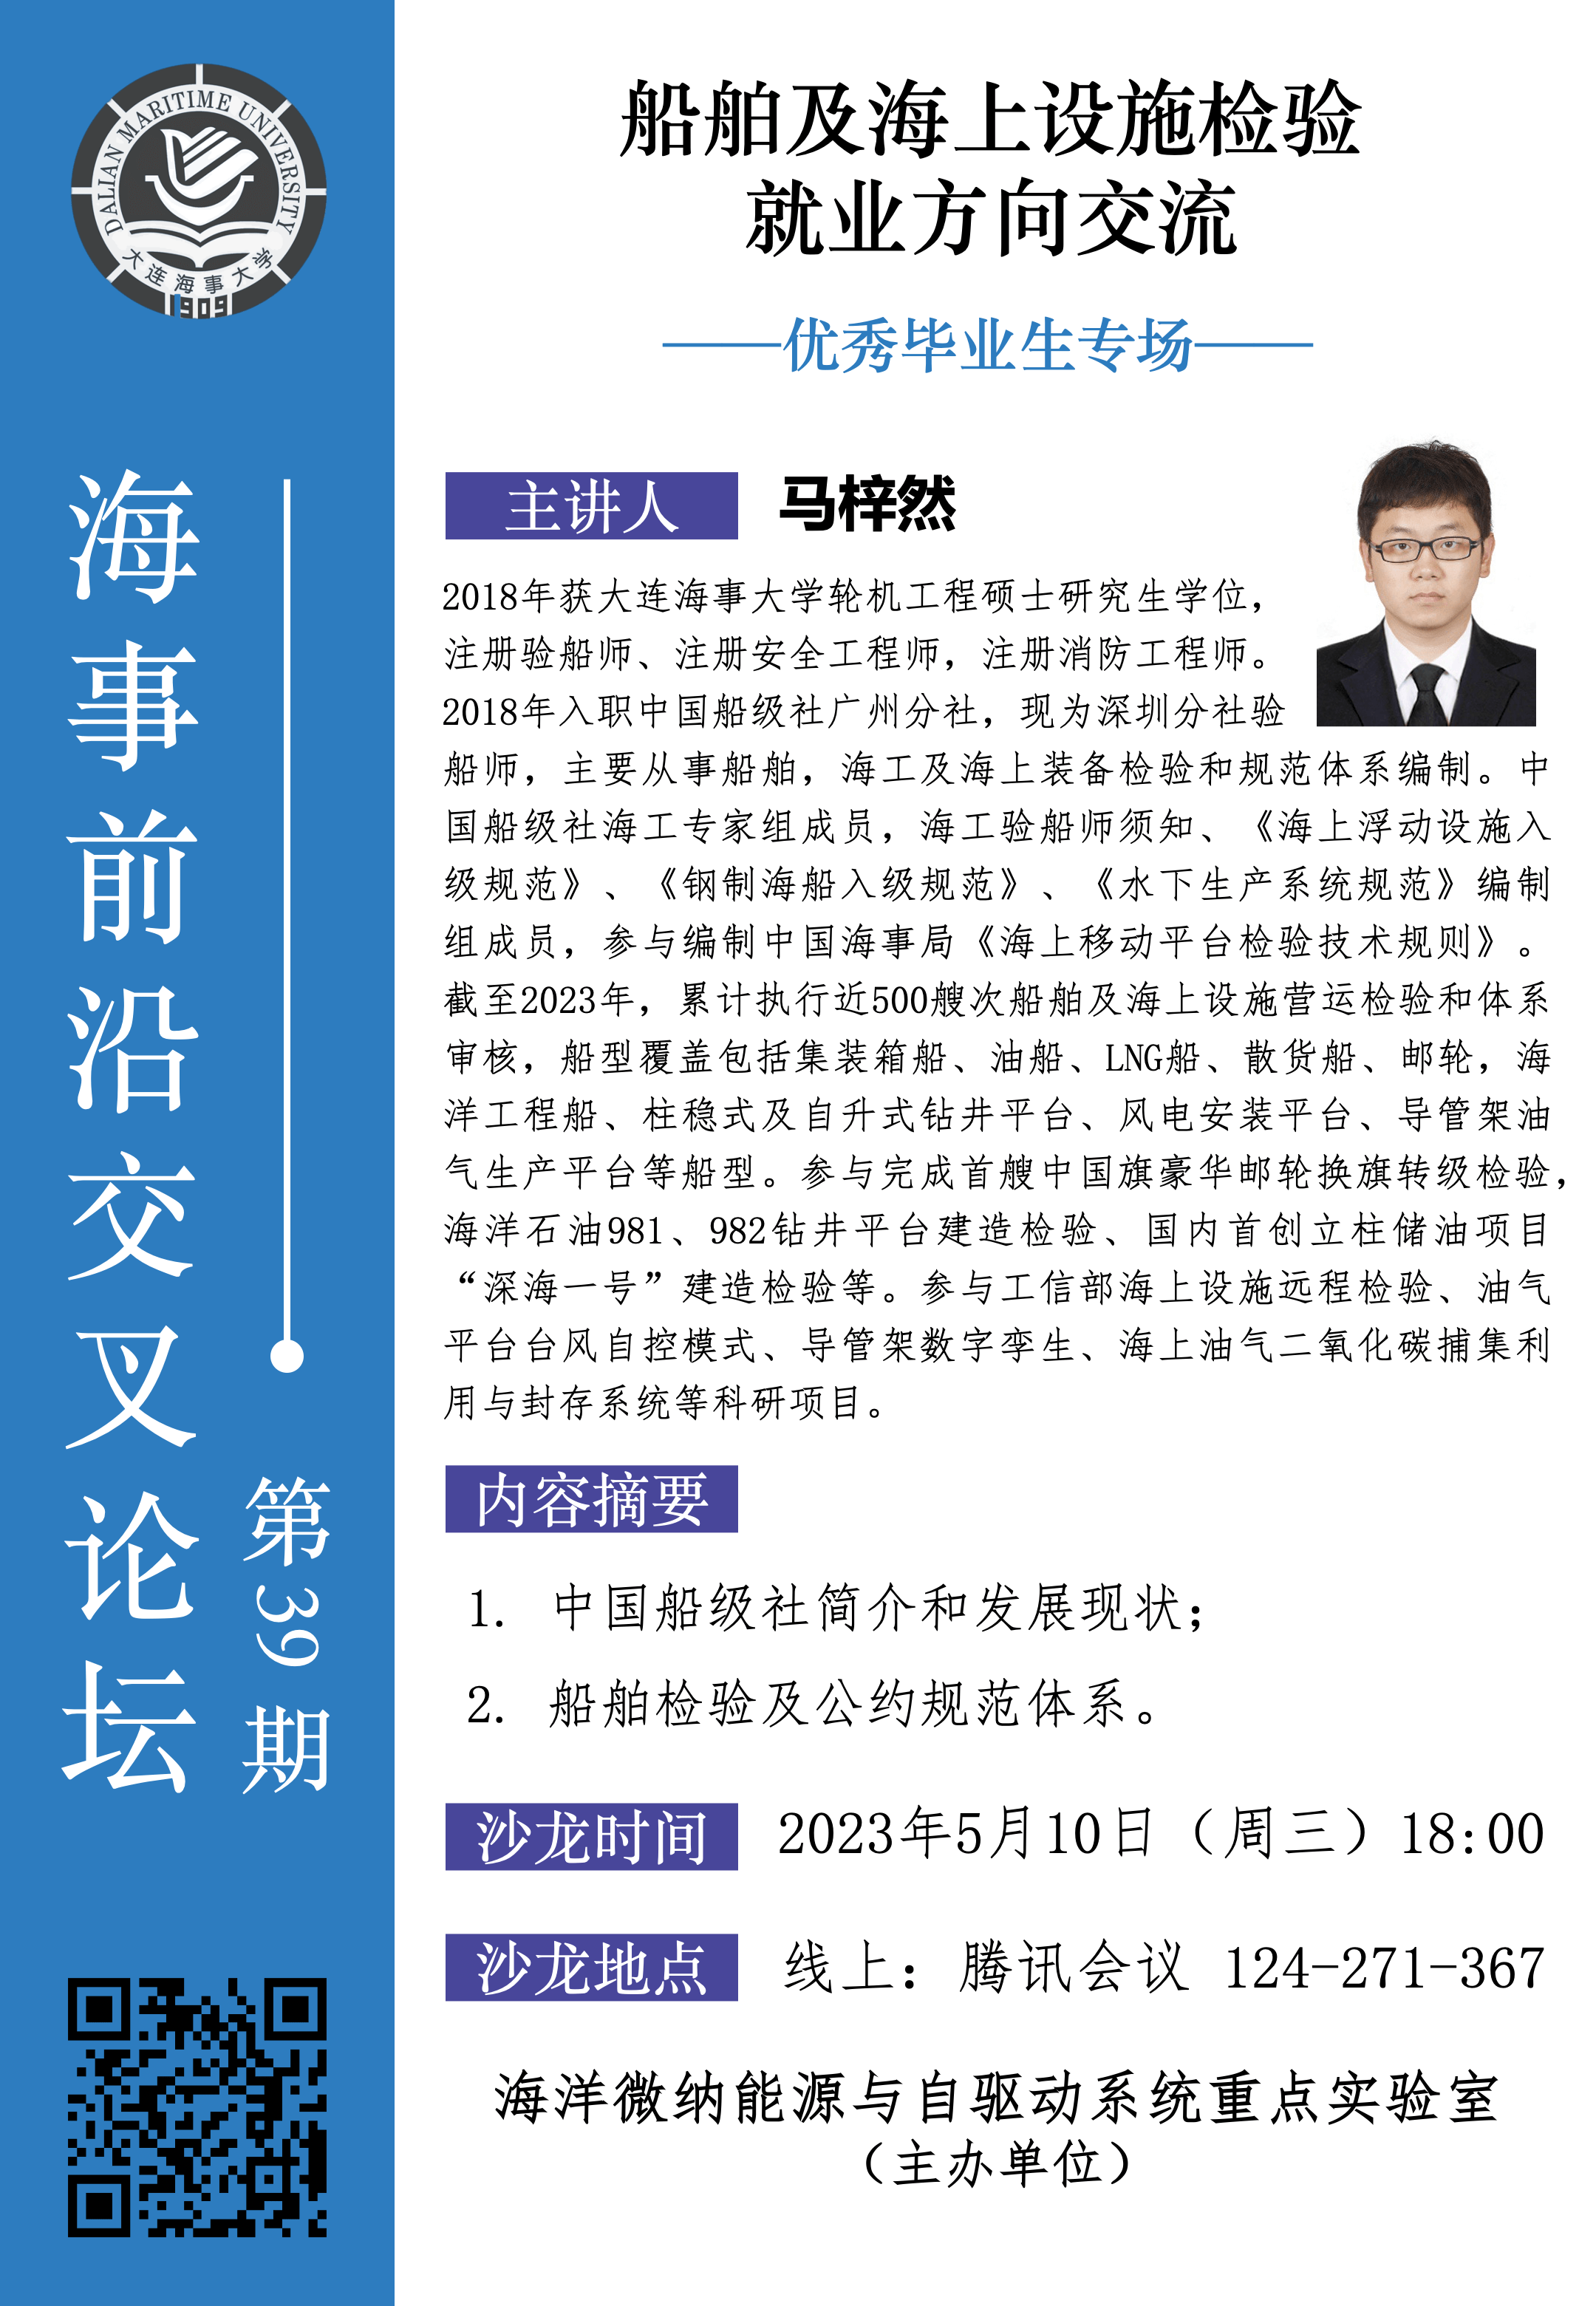 DALIAN MARITIME UNIVERSITY
大连海事大学
1909
海事前沿交叉论坛
第39期
船舶及海上设施检验
就业方向交流
——优秀毕业生专场——
主讲人 马梓然
2018年获大连海事大学轮机工程硕士研究生学位，
注册验船师、注册安全工程师，注册消防工程师。
2018年入职中国船级社广州分社，现为深圳分社验
船师，主要从事船舶，海工及海上装备检验和规范体系编制。中
国船级社海工专家组成员，海工验船师须知、《海上浮动设施入
级规范》、《钢制海船入级规范》、《水下生产系统规范》编制
组成员，参与编制中国海事局《海上移动平台检验技术规则》。
截至2023年，累计执行近500艘次船舶及海上设施营运检验和体系
审核，船型覆盖包括集装箱船、油船、LNG船、散货船、邮轮，海
洋工程船、柱稳式及自升式钻井平台、风电安装平台、导管架油
气生产平台等船型。参与完成首艘中国旗豪华邮轮换旗转级检验，
海洋石油981、982钻井平台建造检验、国内首创立柱储油项目
“深海一号”建造检验等。参与工信部海上设施远程检验、油气
平台台风自控模式、导管架数字孪生、海上油气二氧化碳捕集利
用与封存系统等科研项目。
内容摘要
1. 中国船级社简介和发展现状；
2. 船舶检验及公约规范体系。
沙龙时间 2023年5月10日（周三）18:00
沙龙地点 线上：腾讯会议 124-271-367
海洋微纳能源与自驱动系统重点实验室
（主办单位）